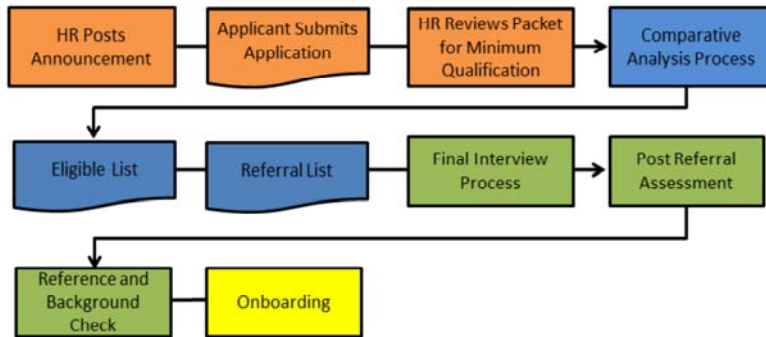 HR Posts
Announcement
Applicant Submits
Application
HR Reviews Packet
for Minimum
Qualification
Comparative
Analysis Process
Eligible List
Referral List
Final Interview
Process
Post Referral
Assessment
Reference and
Background
Check
Onboarding